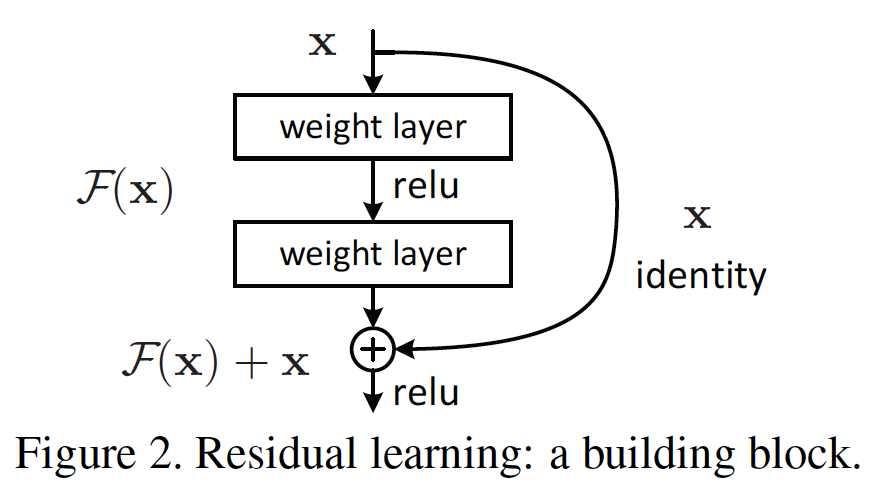 x
weight layer
F(x)
relu
weight layer
x
identity
F(x) + x
relu
Figure 2. Residual learning: a building block.